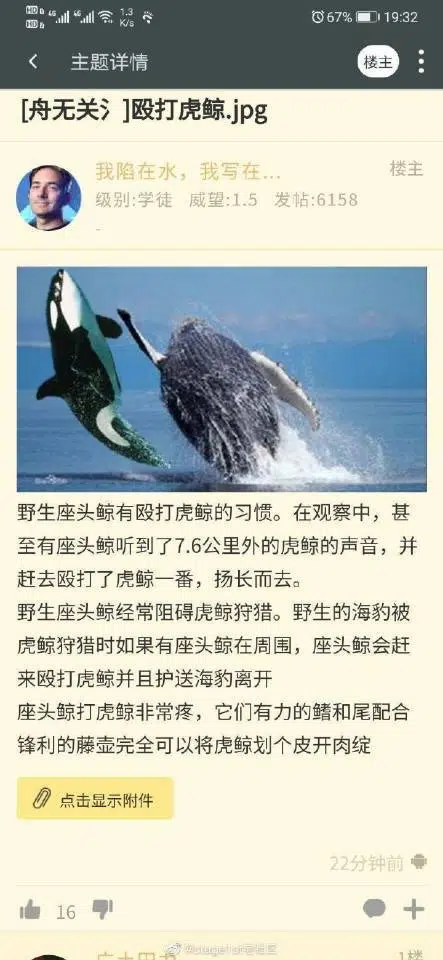 HD 4G 4G 1.3 K/s 67% 19:32
主题详情 楼主
[舟无关氵]殴打虎鲸.jpg
我陷在水，我写在... 楼主
级别:学徒 威望:1.5 发帖:6158
-
野生座头鲸有殴打虎鲸的习惯。在观察中，甚
至有座头鲸听到了7.6公里外的虎鲸的声音，并
赶去殴打了虎鲸一番，扬长而去。
野生座头鲸经常阻碍虎鲸狩猎。野生的海豹被
虎鲸狩猎时如果有座头鲸在周围，座头鲸会赶
来殴打虎鲸并且护送海豹离开
座头鲸打虎鲸非常疼，它们有力的鳍和尾配合
锋利的藤壶完全可以将虎鲸划个皮开肉绽
点击显示附件
22分钟前
16
1楼